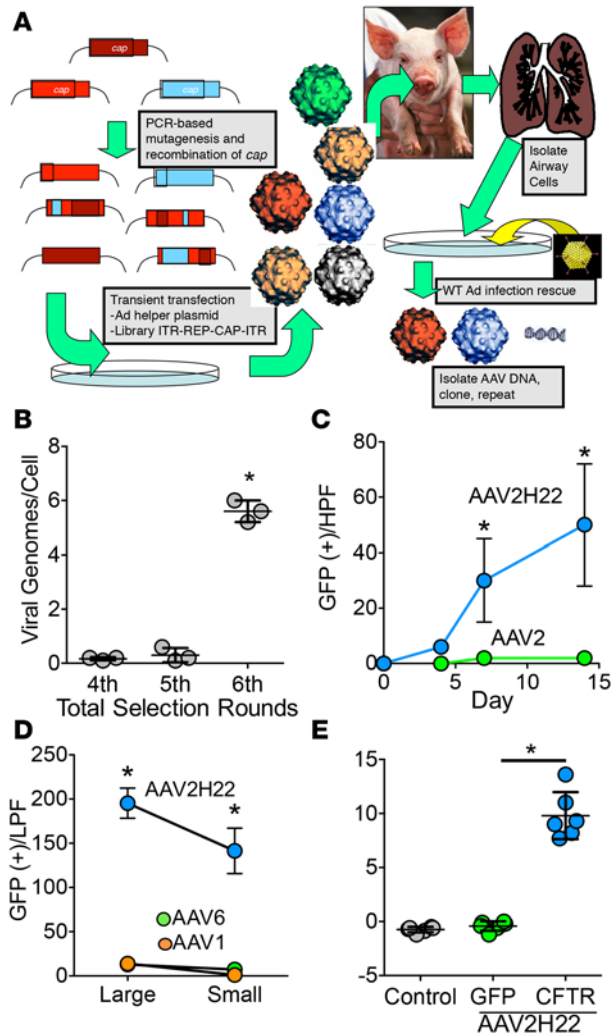 A
cap
cap
cap
PCR-based
mutagenesis and
recombination of cap
Transient transfection
-Ad helper plasmid
-Library ITR-REP-CAP-ITR
Isolate
Airway
Cells
WT Ad infection rescue
Isolate AAV DNA,
clone, repeat
B
Viral Genomes/Cell
8
6
4
2
0
*
4th 5th 6th
Total Selection Rounds
C
GFP (+)/HPF
80
60
40
20
0
AAV2H22
*
*
AAV2
0 5 10 15
Day
D
GFP (+)/LPF
250
200
150
100
50
0
*
AAV2H22
*
AAV6
AAV1
Large Small
E
15
10
5
0
-5
*
Control GFP CFTR
AAV2H22